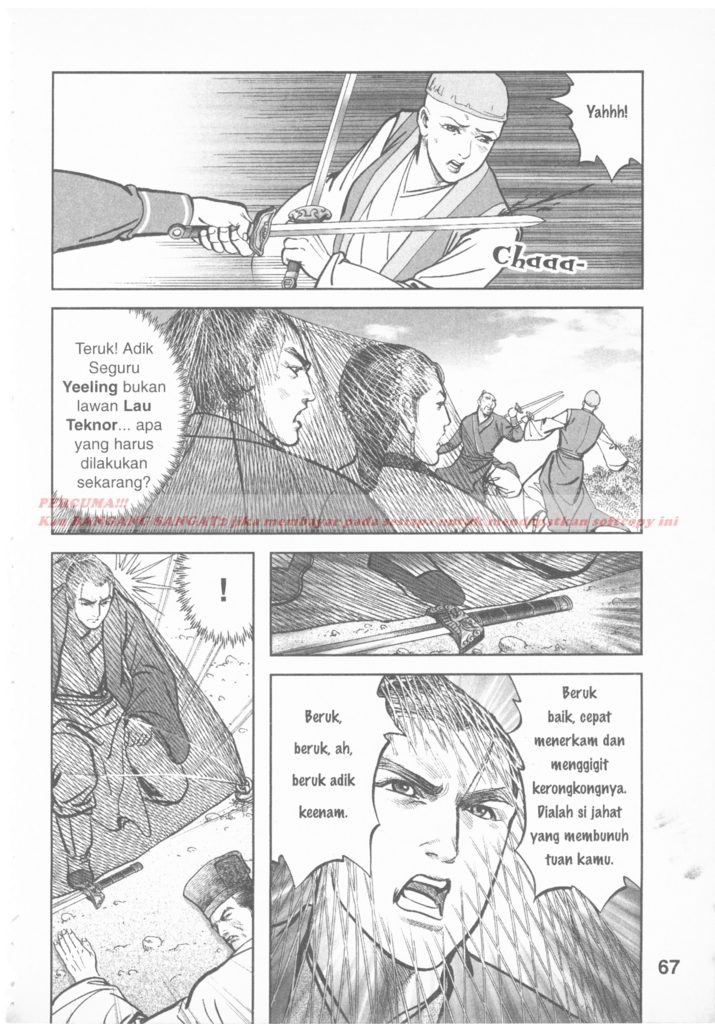 Yahhh!
Chaaa-
Teruk! Adik
Seguru
Yeeling bukan
lawan Lau
Teknor... apa
yang harus
dilakukan
sekarang?
PERCUMA!!!
Kau BANGANG SANGAT2 jika membayar pada sesiapa untuk mendapatkan softcopy ini
!
Beruk,
beruk, ah,
beruk adik
keenam.
Beruk
baik, cepat
menerkam dan
menggigit
kerongkongnya.
Dialah si jahat
yang membunuh
tuan kamu.
67